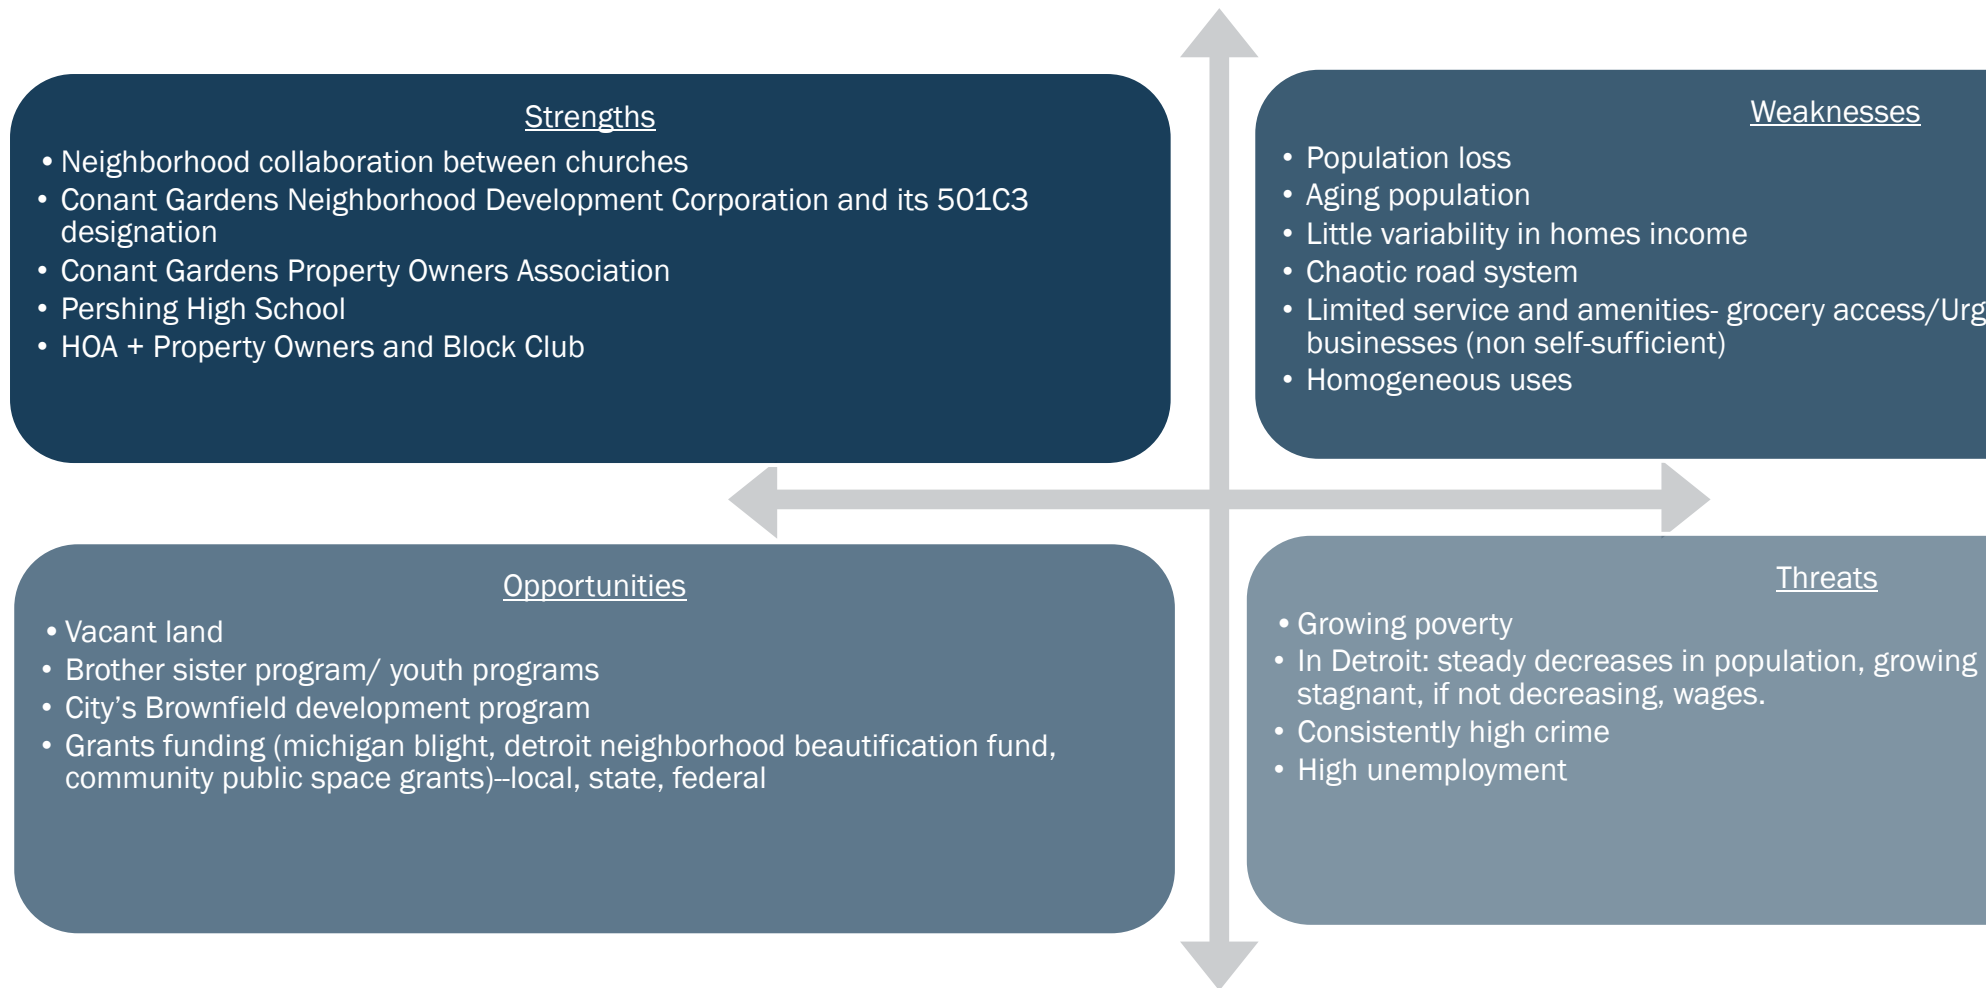 Strengths
• Neighborhood collaboration between churches
• Conant Gardens Neighborhood Development Corporation and its 501C3
designation
• Conant Gardens Property Owners Association
• Pershing High School
• HOA + Property Owners and Block Club
Weaknesses
• Population loss
• Aging population
• Little variability in homes income
• Chaotic road system
• Limited service and amenities- grocery access/Urg
businesses (non self-sufficient)
• Homogeneous uses
Opportunities
• Vacant land
• Brother sister program/ youth programs
• City’s Brownfield development program
• Grants funding (michigan blight, detroit neighborhood beautification fund,
community public space grants)--local, state, federal
Threats
• Growing poverty
• In Detroit: steady decreases in population, growing
stagnant, if not decreasing, wages.
• Consistently high crime
• High unemployment